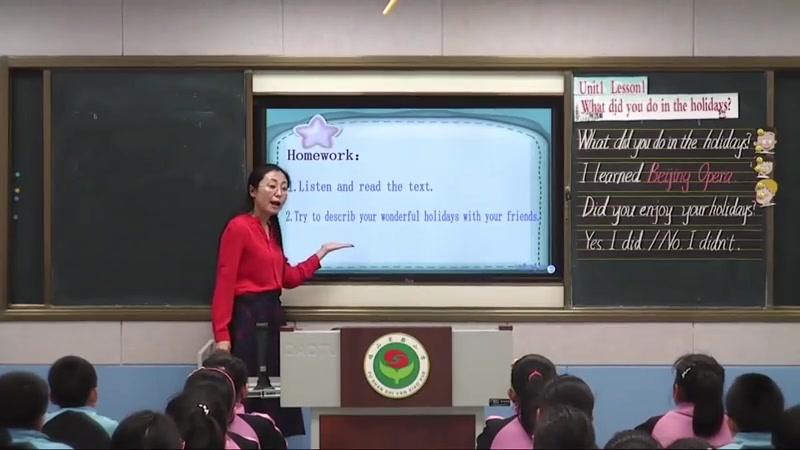 Homework:
1.Listen and read the text.
2.Try to describ your wonderful holidays with your friends.
Unit1 Lesson1
What did you do in the holidays?
What did you do in the holidays?
I learned Beijing Opera.
Did you enjoy your holidays?
Yes. I did. / No. I didn't.